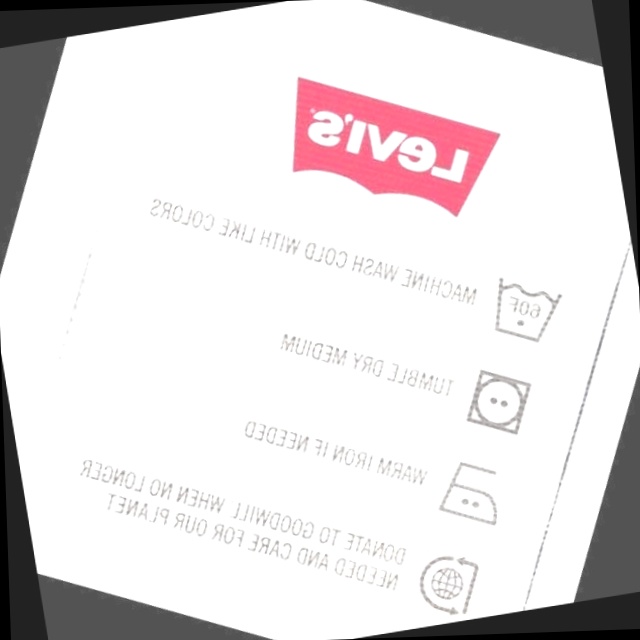 LEVI'S
MACHINE WASH COLD WITH LIKE COLORS
60F
TUMBLE DRY MEDIUM
WARM IRON IF NEEDED
DONATE TO GOODWILL WHEN NO LONGER
NEEDED AND CARE FOR OUR PLANET